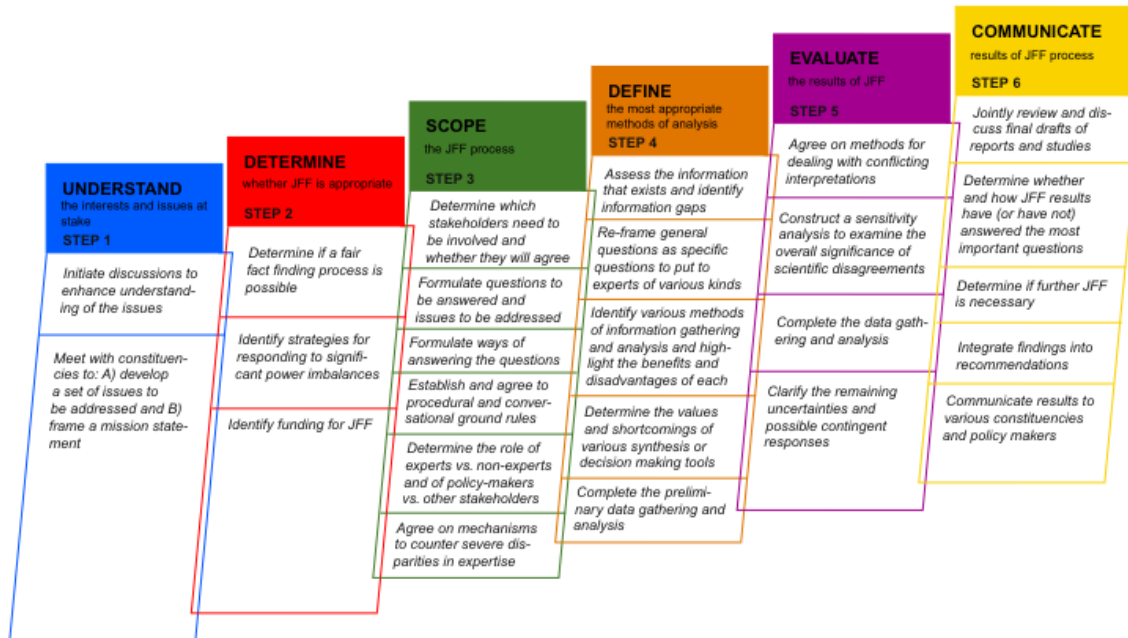 UNDERSTAND
the interests and issues at
stake
STEP 1
Initiate discussions to
enhance understand-
ing of the issues
Meet with constituen-
cies to: A) develop
a set of issues to
be addressed and B)
frame a mission state-
ment
DETERMINE
whether JFF is appropriate
STEP 2
Determine if a fair
fact finding process is
possible
Identify strategies for
responding to signifi-
cant power imbalances
Identify funding for JFF
SCOPE
the JFF process
STEP 3
Determine which
stakeholders need to
be involved and
whether they will agree
Formulate questions to
be answered and
issues to be addressed
Formulate ways of
answering the questions
Establish and agree to
procedural and conver-
sational ground rules
Determine the role of
experts vs. non-experts
and of policy-makers
vs. other stakeholders
Agree on mechanisms
to counter severe dis-
parities in expertise
DEFINE
the most appropriate
methods of analysis
STEP 4
Assess the information
that exists and identify
information gaps
Re-frame general
questions as specific
questions to put to
experts of various kinds
Identify various methods
of information gathering
and analysis and high-
light the benefits and
disadvantages of each
Determine the values
and shortcomings of
various synthesis or
decision making tools
Complete the prelimi-
nary data gathering and
analysis
EVALUATE
the results of JFF
STEP 5
Agree on methods for
dealing with conflicting
interpretations
Construct a sensitivity
analysis to examine the
overall significance of
scientific disagreements
Complete the data gath-
ering and analysis
Clarify the remaining
uncertainties and
possible contingent
responses
COMMUNICATE
results of JFF process
STEP 6
Jointly review and dis-
cuss final drafts of
reports and studies
Determine whether
and how JFF results
have (or have not)
answered the most
important questions
Determine if further JFF
is necessary
Integrate findings into
recommendations
Communicate results to
various constituencies
and policy makers